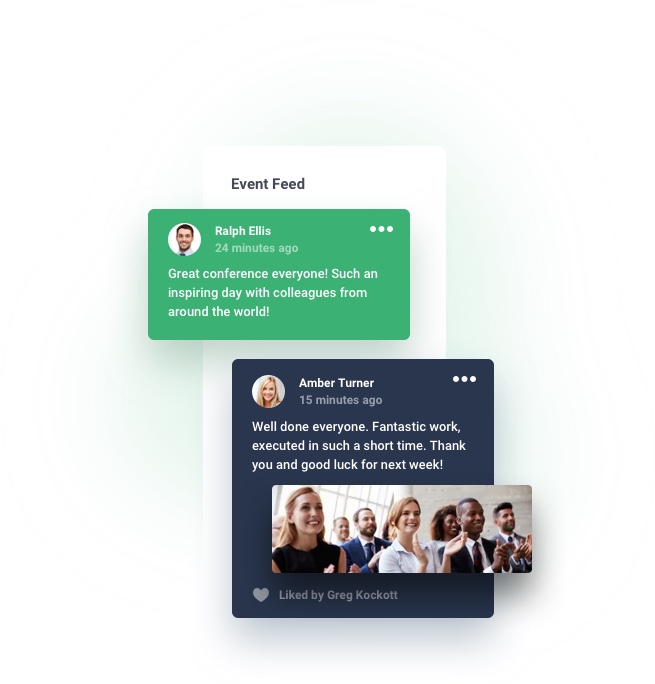 Event Feed
Ralph Ellis
24 minutes ago
Great conference everyone! Such an
inspiring day with colleagues from
around the world!
Amber Turner
15 minutes ago
Well done everyone. Fantastic work,
executed in such a short time. Thank
you and good luck for next week!
Liked by Greg Kockott